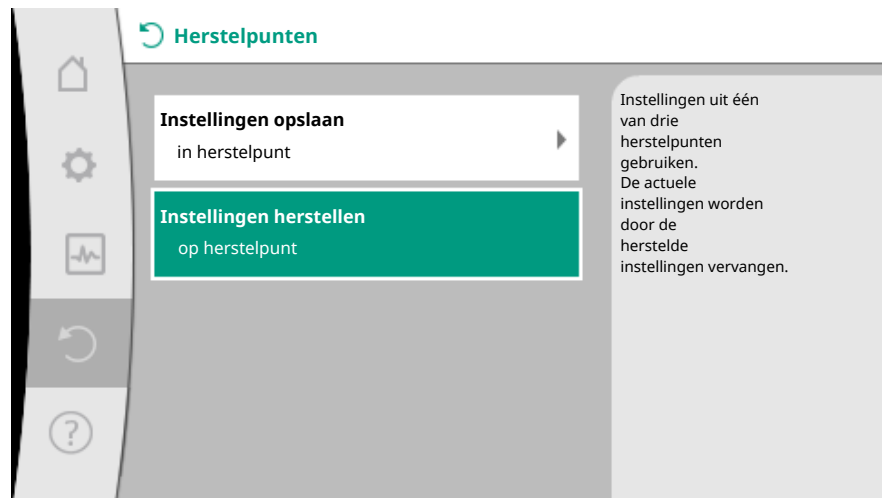 Herstelpunten
Instellingen opslaan
in herstelpunt
Instellingen herstellen
op herstelpunt
Instellingen uit één
van drie
herstelpunten
gebruiken.
De actuele
instellingen worden
door de
herstelde
instellingen vervangen.
?